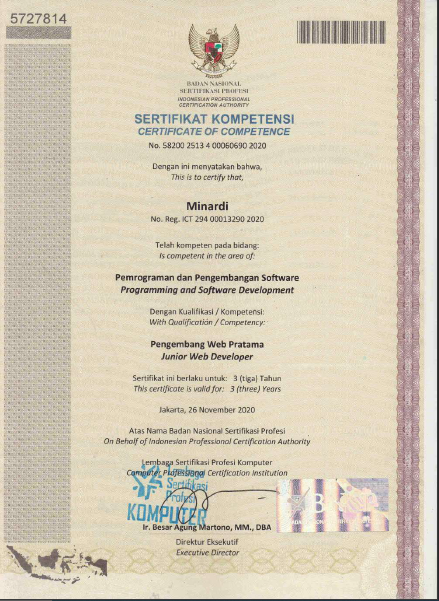 5727814
BADAN NASIONAL
SERTIFIKASI PROFESI
INDONESIAN PROFESSIONAL
CERTIFICATION AUTHORITY
SERTIFIKAT KOMPETENSI
CERTIFICATE OF COMPETENCE
No. 58200 2513 4 00060690 2020
Dengan ini menyatakan bahwa,
This is to certify that,
Minardi
No. Reg. ICT 294 00013290 2020
Telah kompeten pada bidang:
Is competent in the area of:
Pemrograman dan Pengembangan Software
Programming and Software Development
Dengan Kualifikasi / Kompetensi:
With Qualification / Competency:
Pengembang Web Pratama
Junior Web Developer
Sertifikat ini berlaku untuk: 3 (tiga) Tahun
This certificate is valid for: 3 (three) Years
Jakarta, 26 November 2020
Atas Nama Badan Nasional Sertifikasi Profesi
On Behalf of Indonesian Professional Certification Authority
Lembaga Sertifikasi Profesi Komputer
Computer Professional Certification Institution
Lembaga
Sertifikasi
Profesi
KOMPUTER
Ir. Besar Agung Martono, MM., DBA
Direktur Eksekutif
Executive Director